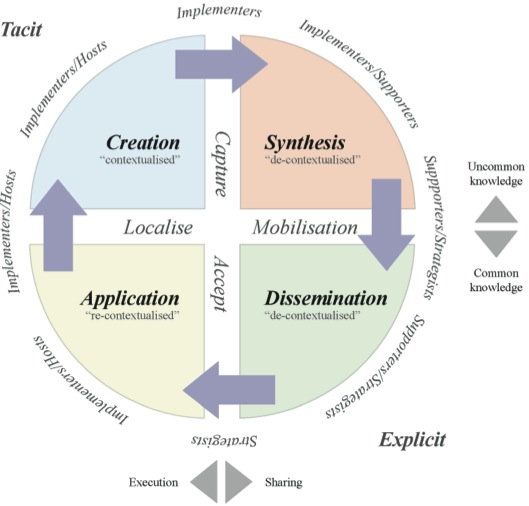 Implementers
Tacit
Implementers/Hosts
Implementers/Supporters
Creation
“contextualised”
Capture
Synthesis
“de-contextualised”
Implementers/Hosts
Suppporters/Strategists
Uncommon
knowledge
Localise
Mobilisation
Common
knowledge
Accept
Application
“re-contextualised”
Dissemination
“de-contextualised”
Implementers/Hosts
Supporters/Strategists
Strategists
Explicit
Execution
Sharing